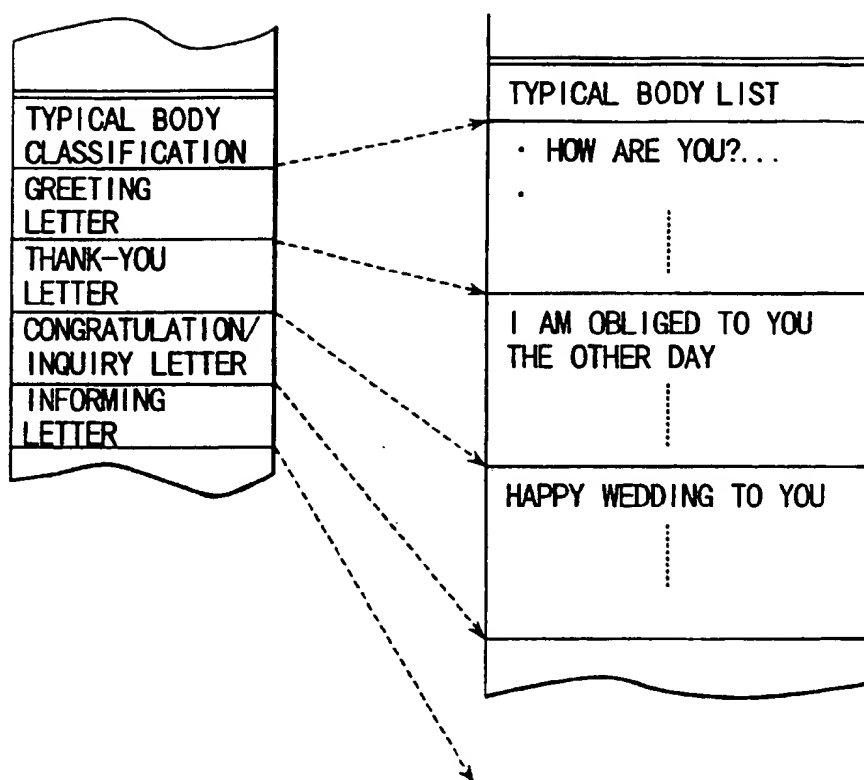 TYPICAL BODY
CLASSIFICATION
GREETING
LETTER
THANK-YOU
LETTER
CONGRATULATION/
INQUIRY LETTER
INFORMING
LETTER
TYPICAL BODY LIST
· HOW ARE YOU?...
·
I AM OBLIGED TO YOU
THE OTHER DAY
HAPPY WEDDING TO YOU